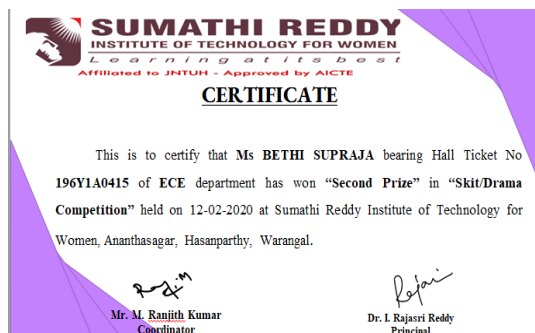 SUMATHI REDDY
INSTITUTE OF TECHNOLOGY FOR WOMEN
Learning at its best
Affiliated to JNTUH - Approved by AICTE
CERTIFICATE
This is to certify that Ms BETHI SUPRAJA bearing Hall Ticket No
196Y1A0415 of ECE department has won “Second Prize” in “Skit/Drama
Competition” held on 12-02-2020 at Sumathi Reddy Institute of Technology for
Women, Ananthasagar, Hasanparthy, Warangal.
Mr. M. Ranjith Kumar
Coordinator
Dr. I. Rajasri Reddy
Principal